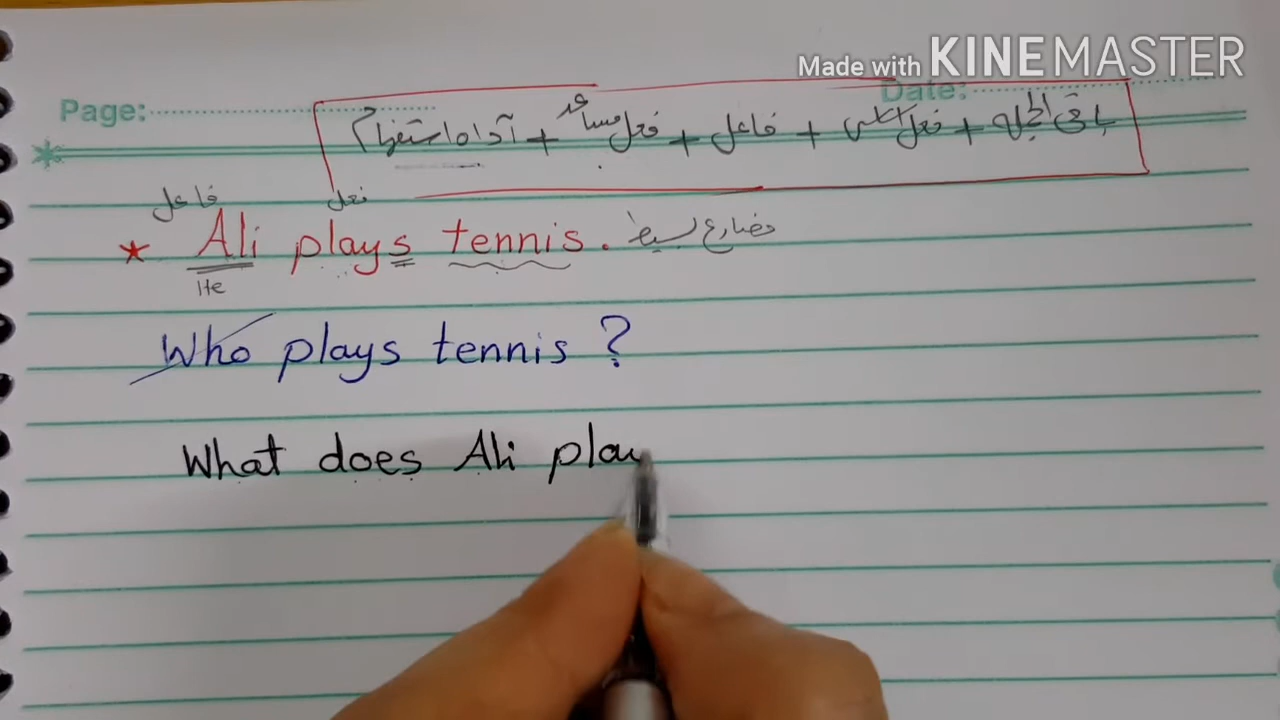 Made with KINEMASTER
Page: Date:
آداة استفهام + فعل مساعد + فاعل + فعل اساسي + باقي الجملة
فاعل فعل
* Ali plays tennis. مضارع بسيط
He
Who plays tennis ?
What does Ali play